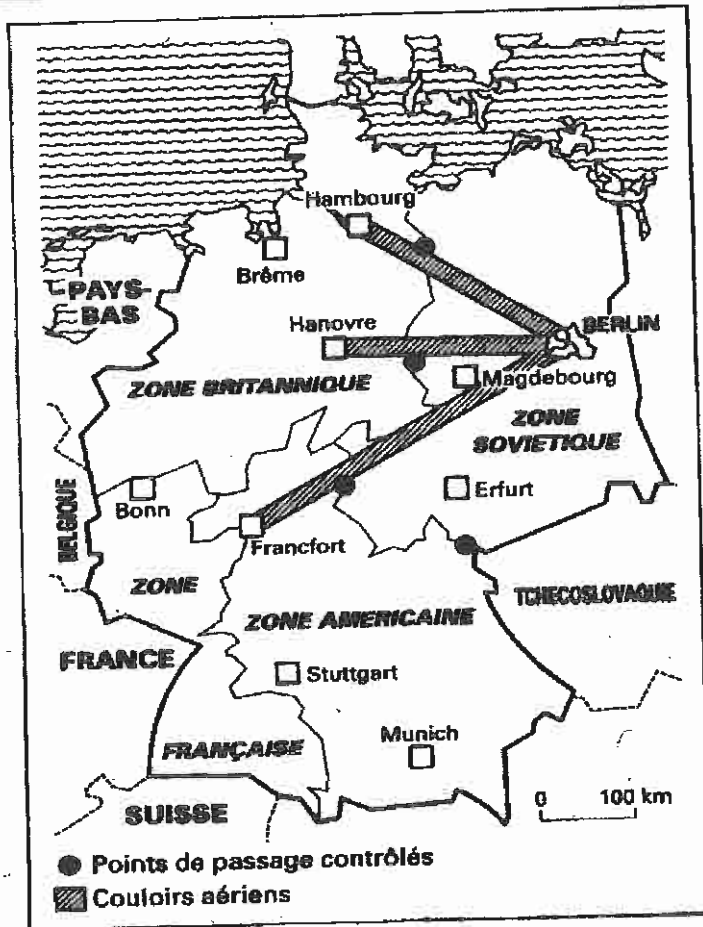 Hambourg
Brême
PAYS-
BAS
Hanovre
BERLIN
ZONE BRITANNIQUE
Magdebourg
ZONE
SOVIETIQUE
BELGIQUE
Bonn
Erfurt
Francfort
ZONE
ZONE AMERICAINE
TCHECOSLOVAQUIE
FRANCE
Stuttgart
FRANÇAISE
Munich
SUISSE
0 100 km
Points de passage contrôlés
Couloirs aériens